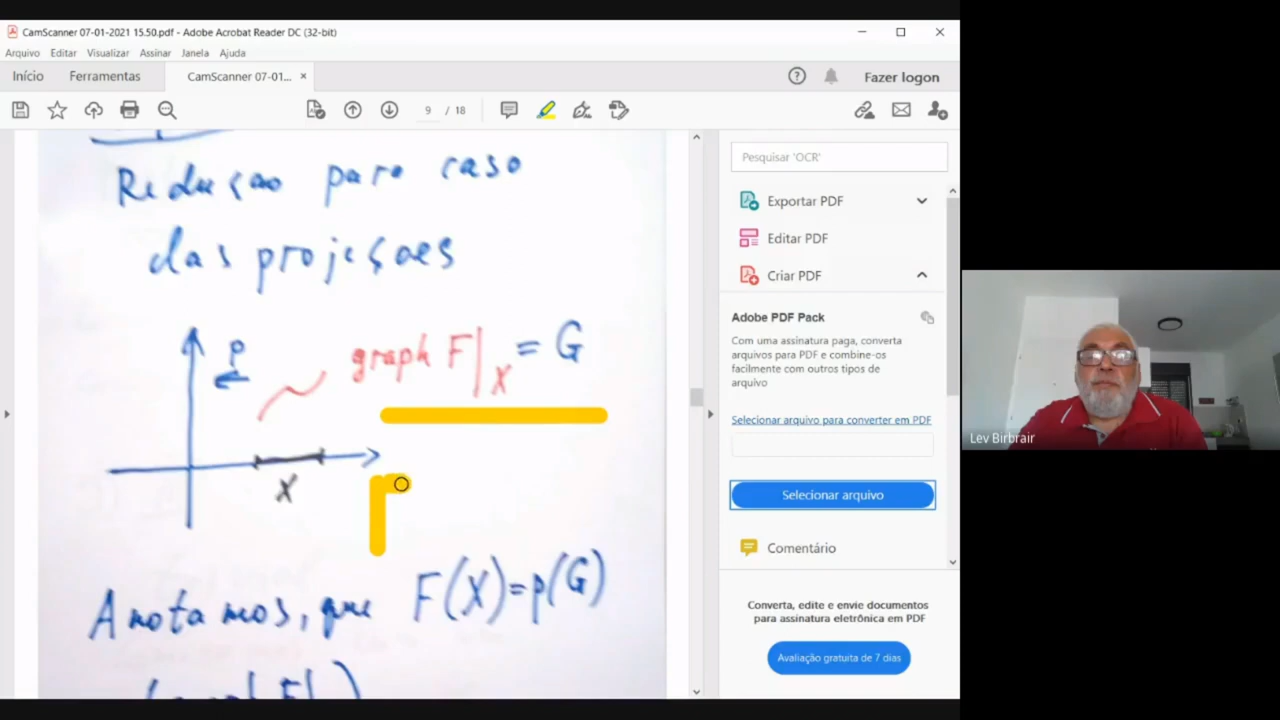 CamScanner 07-01-2021 15.50.pdf - Adobe Acrobat Reader DC (32-bit)
Arquivo Editar Visualizar Assinar Janela Ajuda
Início Ferramentas CamScanner 07-01... × Fazer logon
9 / 18
Redução para caso
das projeções
P
graph F|X = G
X
Anotamos, que F(X)=p(G)
Pesquisar 'OCR'
Exportar PDF
Editar PDF
Criar PDF
Adobe PDF Pack
Com uma assinatura paga, converta
arquivos para PDF e combine-os
facilmente com outros tipos de
arquivo
Selecionar arquivo para converter em PDF
Selecionar arquivo
Comentário
Converta, edite e envie documentos
para assinatura eletrônica em PDF
Avaliação gratuita de 7 dias
Lev Birbrair